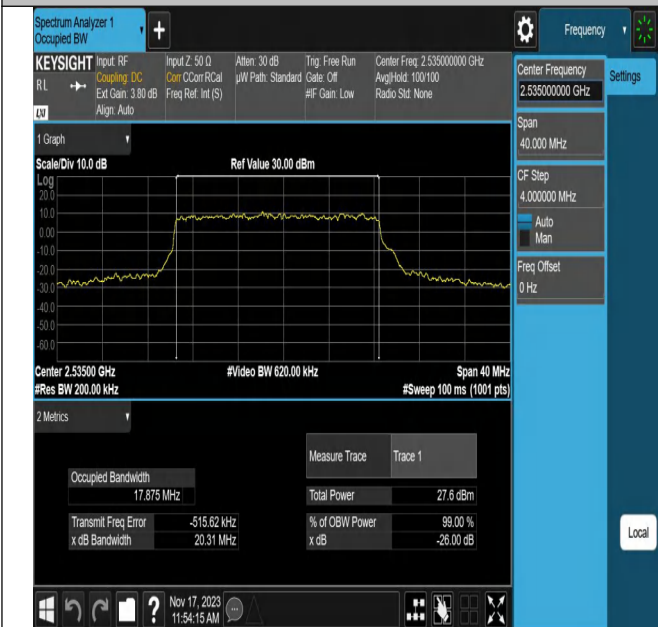 Spectrum Analyzer 1
Occupied BW
+
Frequency
KEYSIGHT
RL
LXI
Input: RF
Coupling: DC
Ext Gain: 3.80 dB
Align: Auto
Input Z: 50 Ω
Corr CCorr RCal
Freq Ref: Int (S)
Atten: 30 dB
µW Path: Standard
Trig: Free Run
Gate: Off
#IF Gain: Low
Center Freq: 2.535000000 GHz
Avg|Hold: 100/100
Radio Std: None
Center Frequency
2.535000000 GHz
Settings
Span
40.000 MHz
CF Step
4.000000 MHz
Auto
Man
Freq Offset
0 Hz
1 Graph
Scale/Div 10.0 dB
Ref Value 30.00 dBm
Log
20.0
10.0
0.00
-10.0
-20.0
-30.0
-40.0
-50.0
-60.0
Center 2.53500 GHz
#Video BW 620.00 kHz
Span 40 MHz
#Res BW 200.00 kHz
#Sweep 100 ms (1001 pts)
2 Metrics
Measure Trace Trace 1
Occupied Bandwidth
17.875 MHz
Total Power 27.6 dBm
Transmit Freq Error -515.62 kHz
% of OBW Power 99.00 %
x dB Bandwidth 20.31 MHz
x dB -26.00 dB
Local
?
Nov 17, 2023
11:54:15 AM